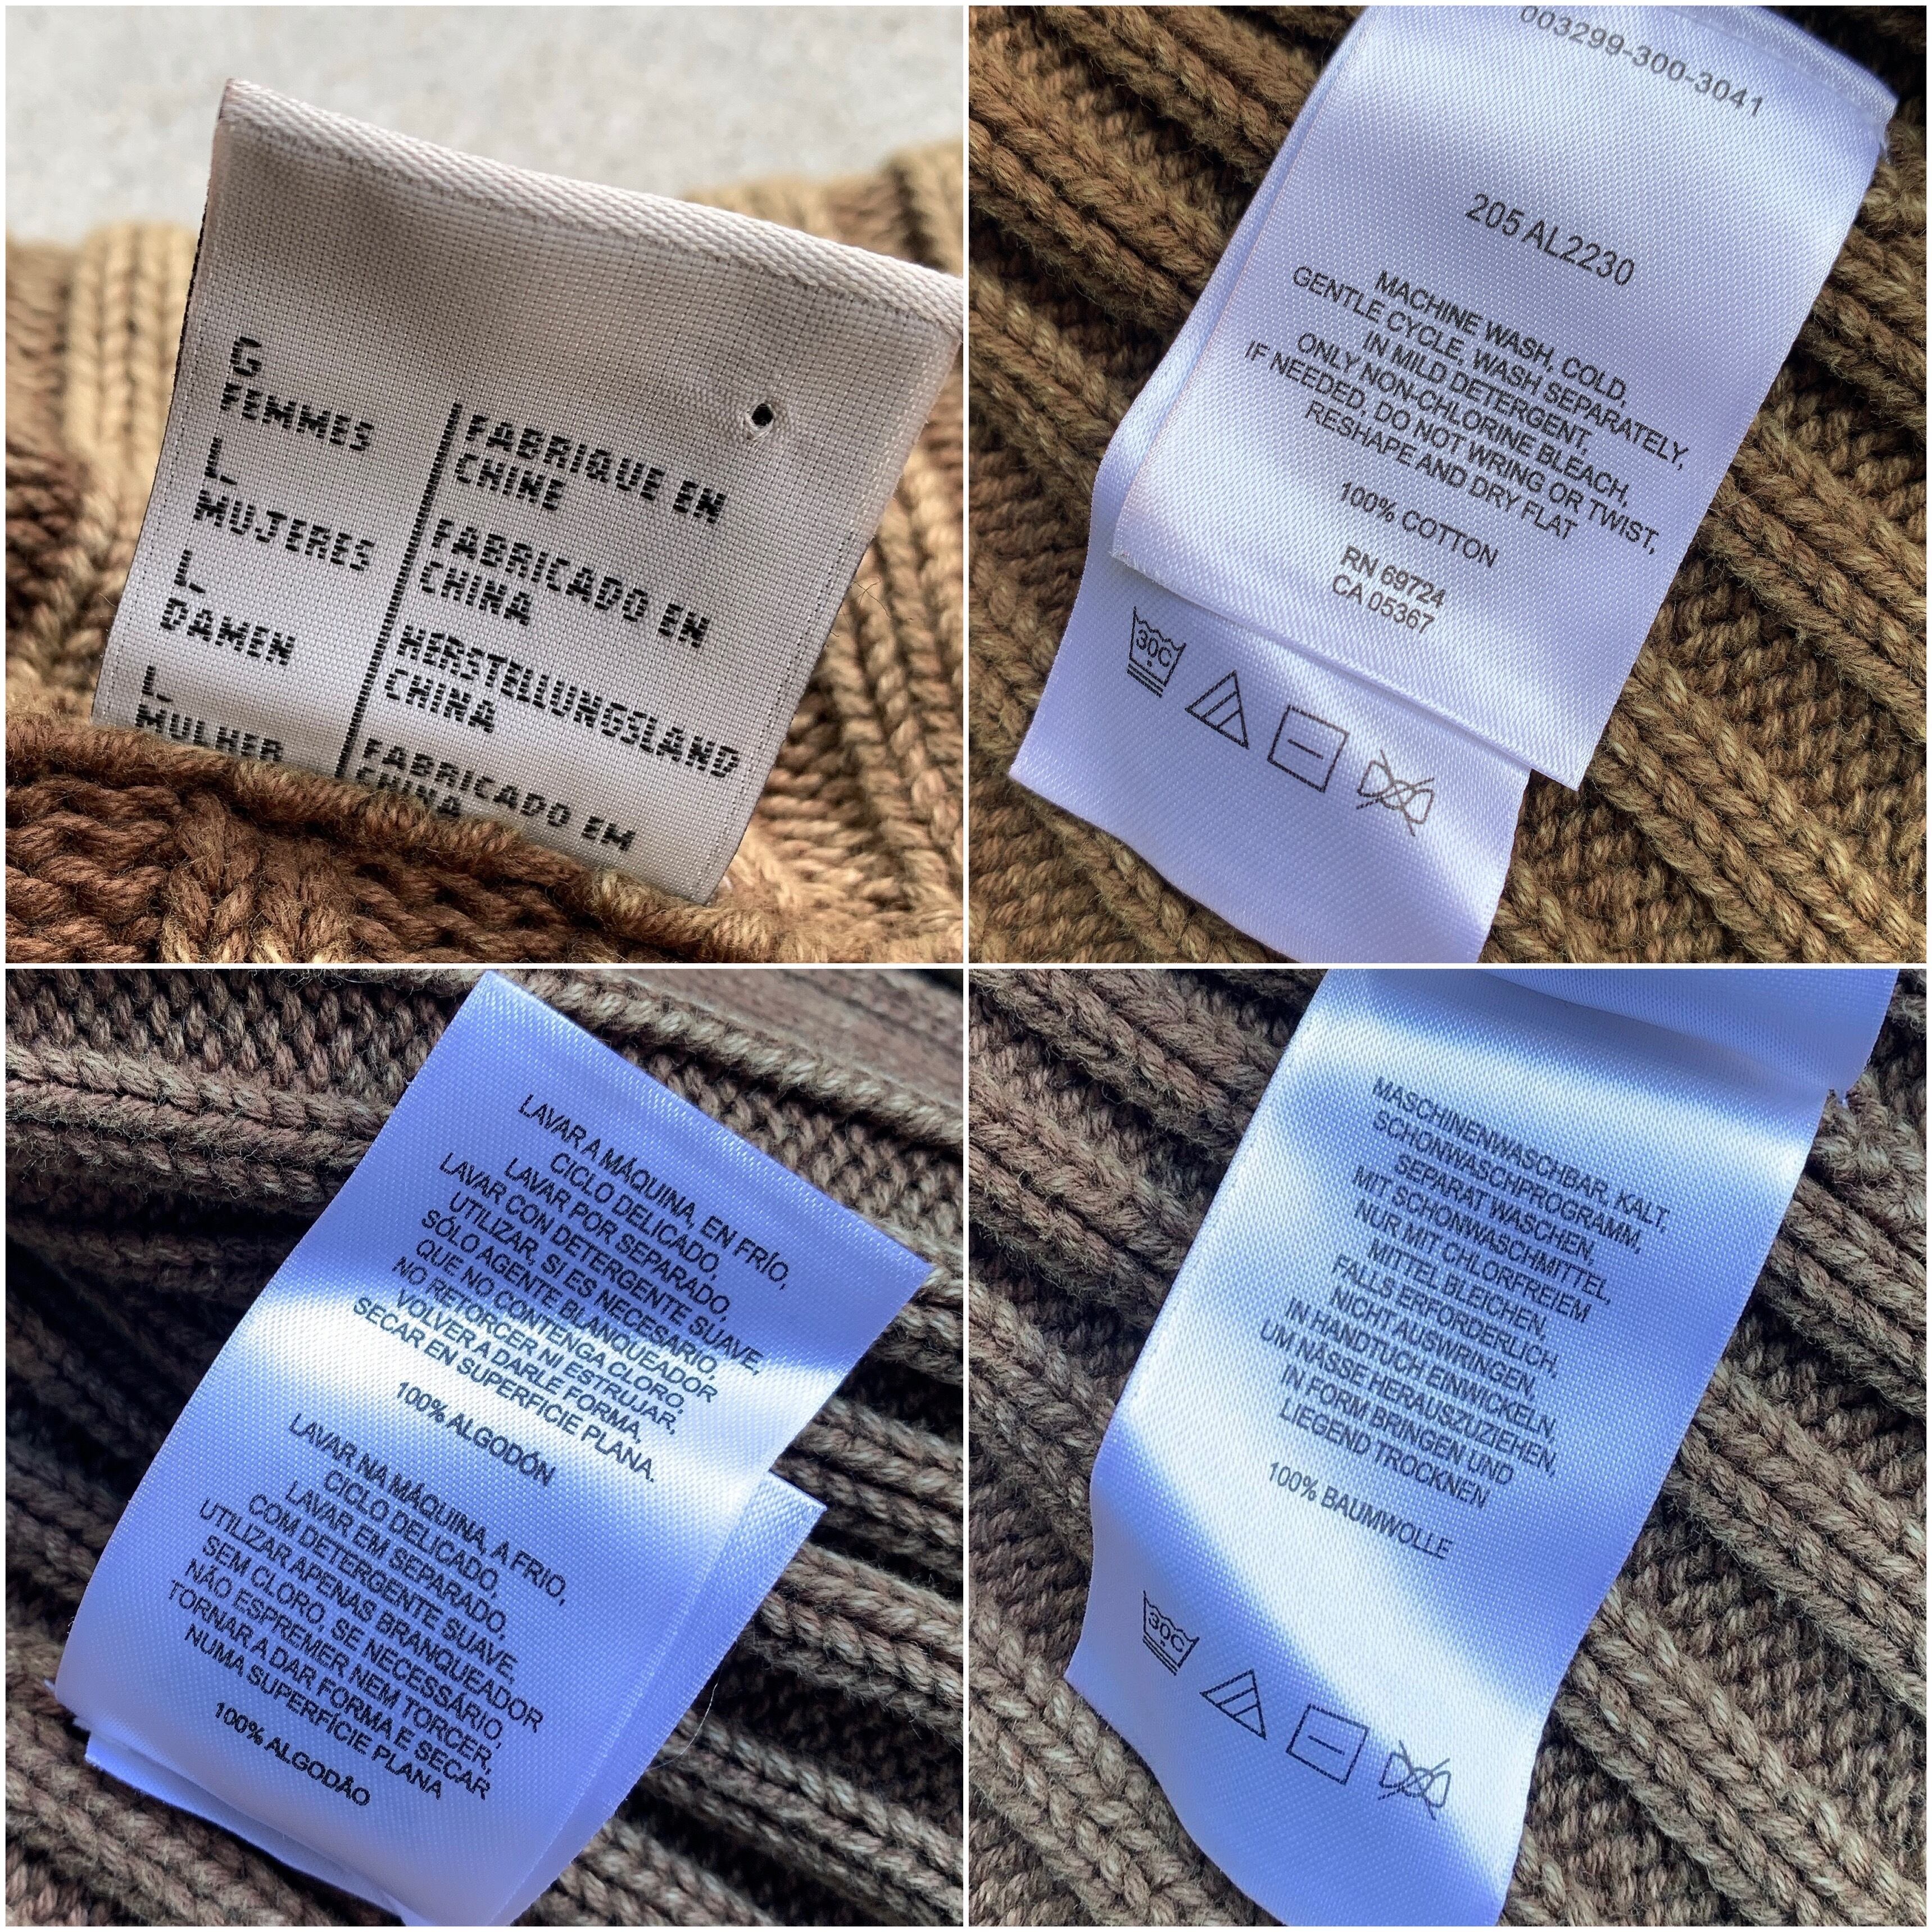 G
FEMMES
L
MUJERES
L
DAMEN
L
MULHER
FABRIQUE EN
CHINE
FABRICADO EN
CHINA
HERSTELLUNGSLAND
CHINA
FABRICADO EM
CHINA
003299-300-3041
205 AL2230
MACHINE WASH, COLD,
GENTLE CYCLE, WASH SEPARATELY,
IN MILD DETERGENT,
ONLY NON-CHLORINE BLEACH,
IF NEEDED, DO NOT WRING OR TWIST,
RESHAPE AND DRY FLAT
100% COTTON
RN 69724
CA 05367
30C
LAVAR A MÁQUINA, EN FRÍO,
CICLO DELICADO,
LAVAR POR SEPARADO,
LAVAR CON DETERGENTE SUAVE,
UTILIZAR, SI ES NECESARIO,
SÓLO AGENTE BLANQUEADOR
QUE NO CONTENGA CLORO,
NO RETORCER NI ESTRUJAR,
VOLVER A DARLE FORMA,
SECAR EN SUPERFICIE PLANA.
100% ALGODÓN
LAVAR NA MÁQUINA, A FRIO,
CICLO DELICADO,
LAVAR EM SEPARADO,
COM DETERGENTE SUAVE,
UTILIZAR APENAS BRANQUEADOR
SEM CLORO, SE NECESSÁRIO,
NÃO ESPREMER NEM TORCER,
TORNAR A DAR FORMA E SECAR
NUMA SUPERFÍCIE PLANA
100% ALGODÃO
MASCHINENWASCHBAR, KALT,
SCHONWASCHPROGRAMM,
SEPARAT WASCHEN,
MIT SCHONWASCHMITTEL,
NUR MIT CHLORFREIEM
MITTEL BLEICHEN,
FALLS ERFORDERLICH,
NICHT AUSWRINGEN,
IN HANDTUCH EINWICKELN,
UM NÄSSE HERAUSZUZIEHEN,
IN FORM BRINGEN UND
LIEGEND TROCKNEN
100% BAUMWOLLE
30C